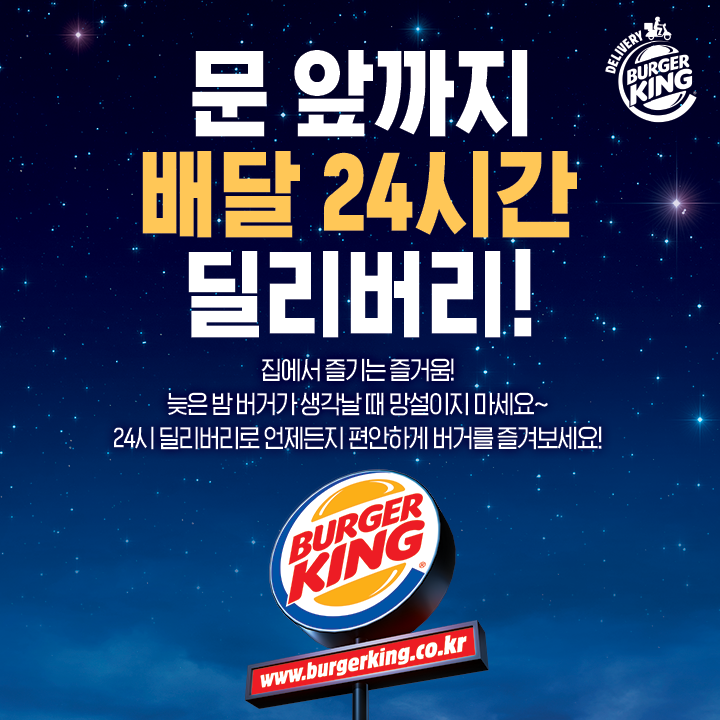 DELIVERY
BURGER
KING
문 앞까지
배달 24시간
딜리버리!
집에서 즐기는 즐거움!
늦은 밤 버거가 생각날 때 망설이지 마세요~
24시 딜리버리로 언제든지 편안하게 버거를 즐겨보세요!
BURGER
KING
®
www.burgerking.co.kr